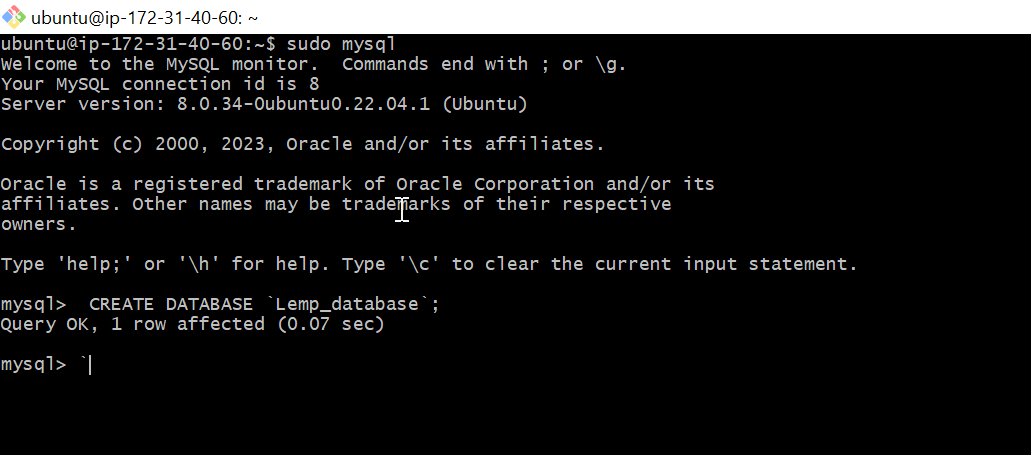 ubuntu@ip-172-31-40-60: ~
ubuntu@ip-172-31-40-60:~$ sudo mysql
Welcome to the MySQL monitor.  Commands end with ; or \g.
Your MySQL connection id is 8
Server version: 8.0.34-0ubuntu0.22.04.1 (Ubuntu)
Copyright (c) 2000, 2023, Oracle and/or its affiliates.
Oracle is a registered trademark of Oracle Corporation and/or its
affiliates. Other names may be trademarks of their respective
owners.
Type 'help;' or '\h' for help. Type '\c' to clear the current input statement.
mysql>  CREATE DATABASE `Lemp_database`;
Query OK, 1 row affected (0.07 sec)
mysql> `